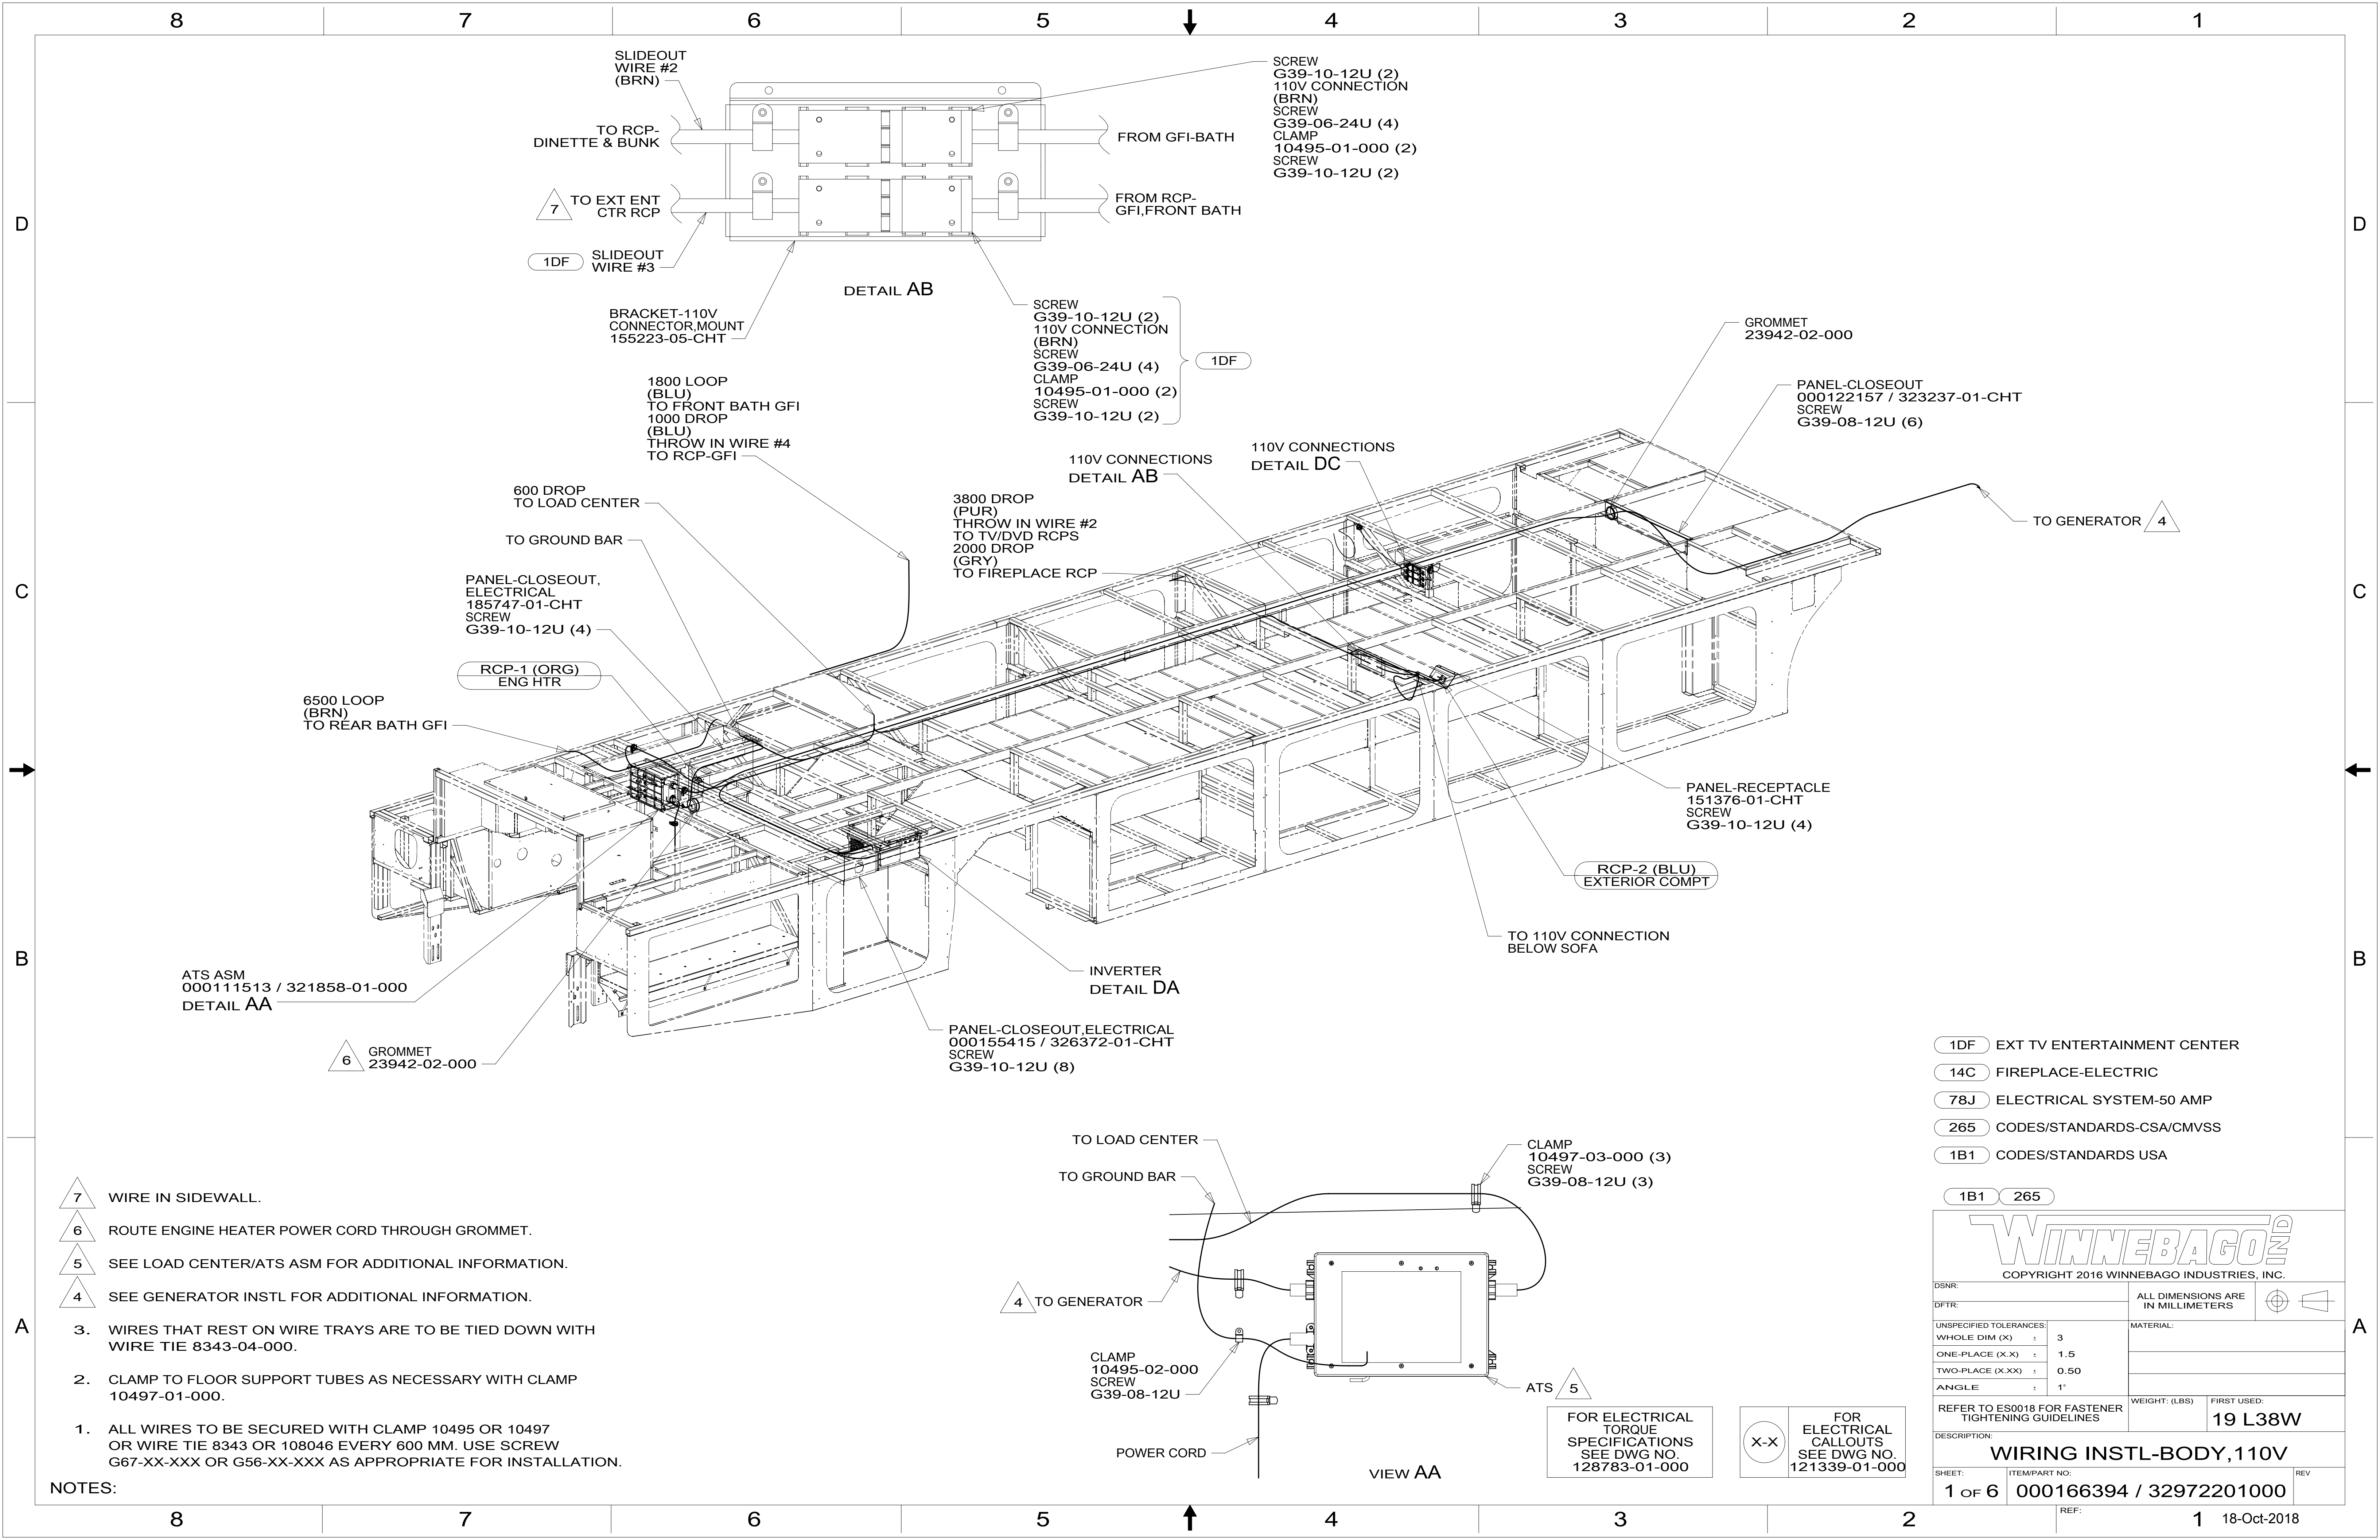 8 7 6 5 4 3 2 1
SLIDEOUT
WIRE #2
(BRN)
TO RCP-
DINETTE & BUNK
7
TO EXT ENT
CTR RCP
1DF
SLIDEOUT
WIRE #3
BRACKET-110V
CONNECTOR,MOUNT
155223-05-CHT
DETAIL AB
FROM GFI-BATH
FROM RCP-
GFI,FRONT BATH
SCREW
G39-10-12U (2)
110V CONNECTION
(BRN)
SCREW
G39-06-24U (4)
CLAMP
10495-01-000 (2)
SCREW
G39-10-12U (2)
SCREW
G39-10-12U (2)
110V CONNECTION
(BRN)
SCREW
G39-06-24U (4)
CLAMP
10495-01-000 (2)
SCREW
G39-10-12U (2)
1DF
D
D
GROMMET
23942-02-000
PANEL-CLOSEOUT
000122157 / 323237-01-CHT
SCREW
G39-08-12U (6)
1800 LOOP
(BLU)
TO FRONT BATH GFI
1000 DROP
(BLU)
THROW IN WIRE #4
TO RCP-GFI
110V CONNECTIONS
DETAIL AB
110V CONNECTIONS
DETAIL DC
600 DROP
TO LOAD CENTER
3800 DROP
(PUR)
THROW IN WIRE #2
TO TV/DVD RCPS
2000 DROP
(GRY)
TO FIREPLACE RCP
TO GROUND BAR
TO GENERATOR
4
PANEL-CLOSEOUT,
ELECTRICAL
185747-01-CHT
SCREW
G39-10-12U (4)
C
C
RCP-1 (ORG)
ENG HTR
6500 LOOP
(BRN)
TO REAR BATH GFI
PANEL-RECEPTACLE
151376-01-CHT
SCREW
G39-10-12U (4)
RCP-2 (BLU)
EXTERIOR COMPT
TO 110V CONNECTION
BELOW SOFA
B
B
ATS ASM
000111513 / 321858-01-000
DETAIL AA
INVERTER
DETAIL DA
6
GROMMET
23942-02-000
PANEL-CLOSEOUT,ELECTRICAL
000155415 / 326372-01-CHT
SCREW
G39-10-12U (8)
1DF EXT TV ENTERTAINMENT CENTER
14C FIREPLACE-ELECTRIC
78J ELECTRICAL SYSTEM-50 AMP
265 CODES/STANDARDS-CSA/CMVSS
1B1 CODES/STANDARDS USA
1B1 265
7 WIRE IN SIDEWALL.
6 ROUTE ENGINE HEATER POWER CORD THROUGH GROMMET.
5 SEE LOAD CENTER/ATS ASM FOR ADDITIONAL INFORMATION.
4 SEE GENERATOR INSTL FOR ADDITIONAL INFORMATION.
3. WIRES THAT REST ON WIRE TRAYS ARE TO BE TIED DOWN WITH
WIRE TIE 8343-04-000.
2. CLAMP TO FLOOR SUPPORT TUBES AS NECESSARY WITH CLAMP
10497-01-000.
1. ALL WIRES TO BE SECURED WITH CLAMP 10495 OR 10497
OR WIRE TIE 8343 OR 108046 EVERY 600 MM. USE SCREW
G67-XX-XXX OR G56-XX-XXX AS APPROPRIATE FOR INSTALLATION.
NOTES:
A
A
TO LOAD CENTER
TO GROUND BAR
CLAMP
10497-03-000 (3)
SCREW
G39-08-12U (3)
4 TO GENERATOR
CLAMP
10495-02-000
SCREW
G39-08-12U
POWER CORD
ATS 5
VIEW AA
FOR ELECTRICAL
TORQUE
SPECIFICATIONS
SEE DWG NO.
128783-01-000
X-X
FOR
ELECTRICAL
CALLOUTS
SEE DWG NO.
121339-01-000
WINNEBAGO IND
COPYRIGHT 2016 WINNEBAGO INDUSTRIES, INC.
DSNR:
DFTR:
ALL DIMENSIONS ARE
IN MILLIMETERS
UNSPECIFIED TOLERANCES:
WHOLE DIM (X) ± 3
ONE-PLACE (X.X) ± 1.5
TWO-PLACE (X.XX) ± 0.50
ANGLE ± 1°
MATERIAL:
REFER TO ES0018 FOR FASTENER
TIGHTENING GUIDELINES
WEIGHT: (LBS)
FIRST USED:
19 L38W
DESCRIPTION:
WIRING INSTL-BODY,110V
SHEET:
1 OF 6
ITEM/PART NO:
000166394 / 32972201000
REV
REF:
8 7 6 5 4 3 2 1
18-Oct-2018